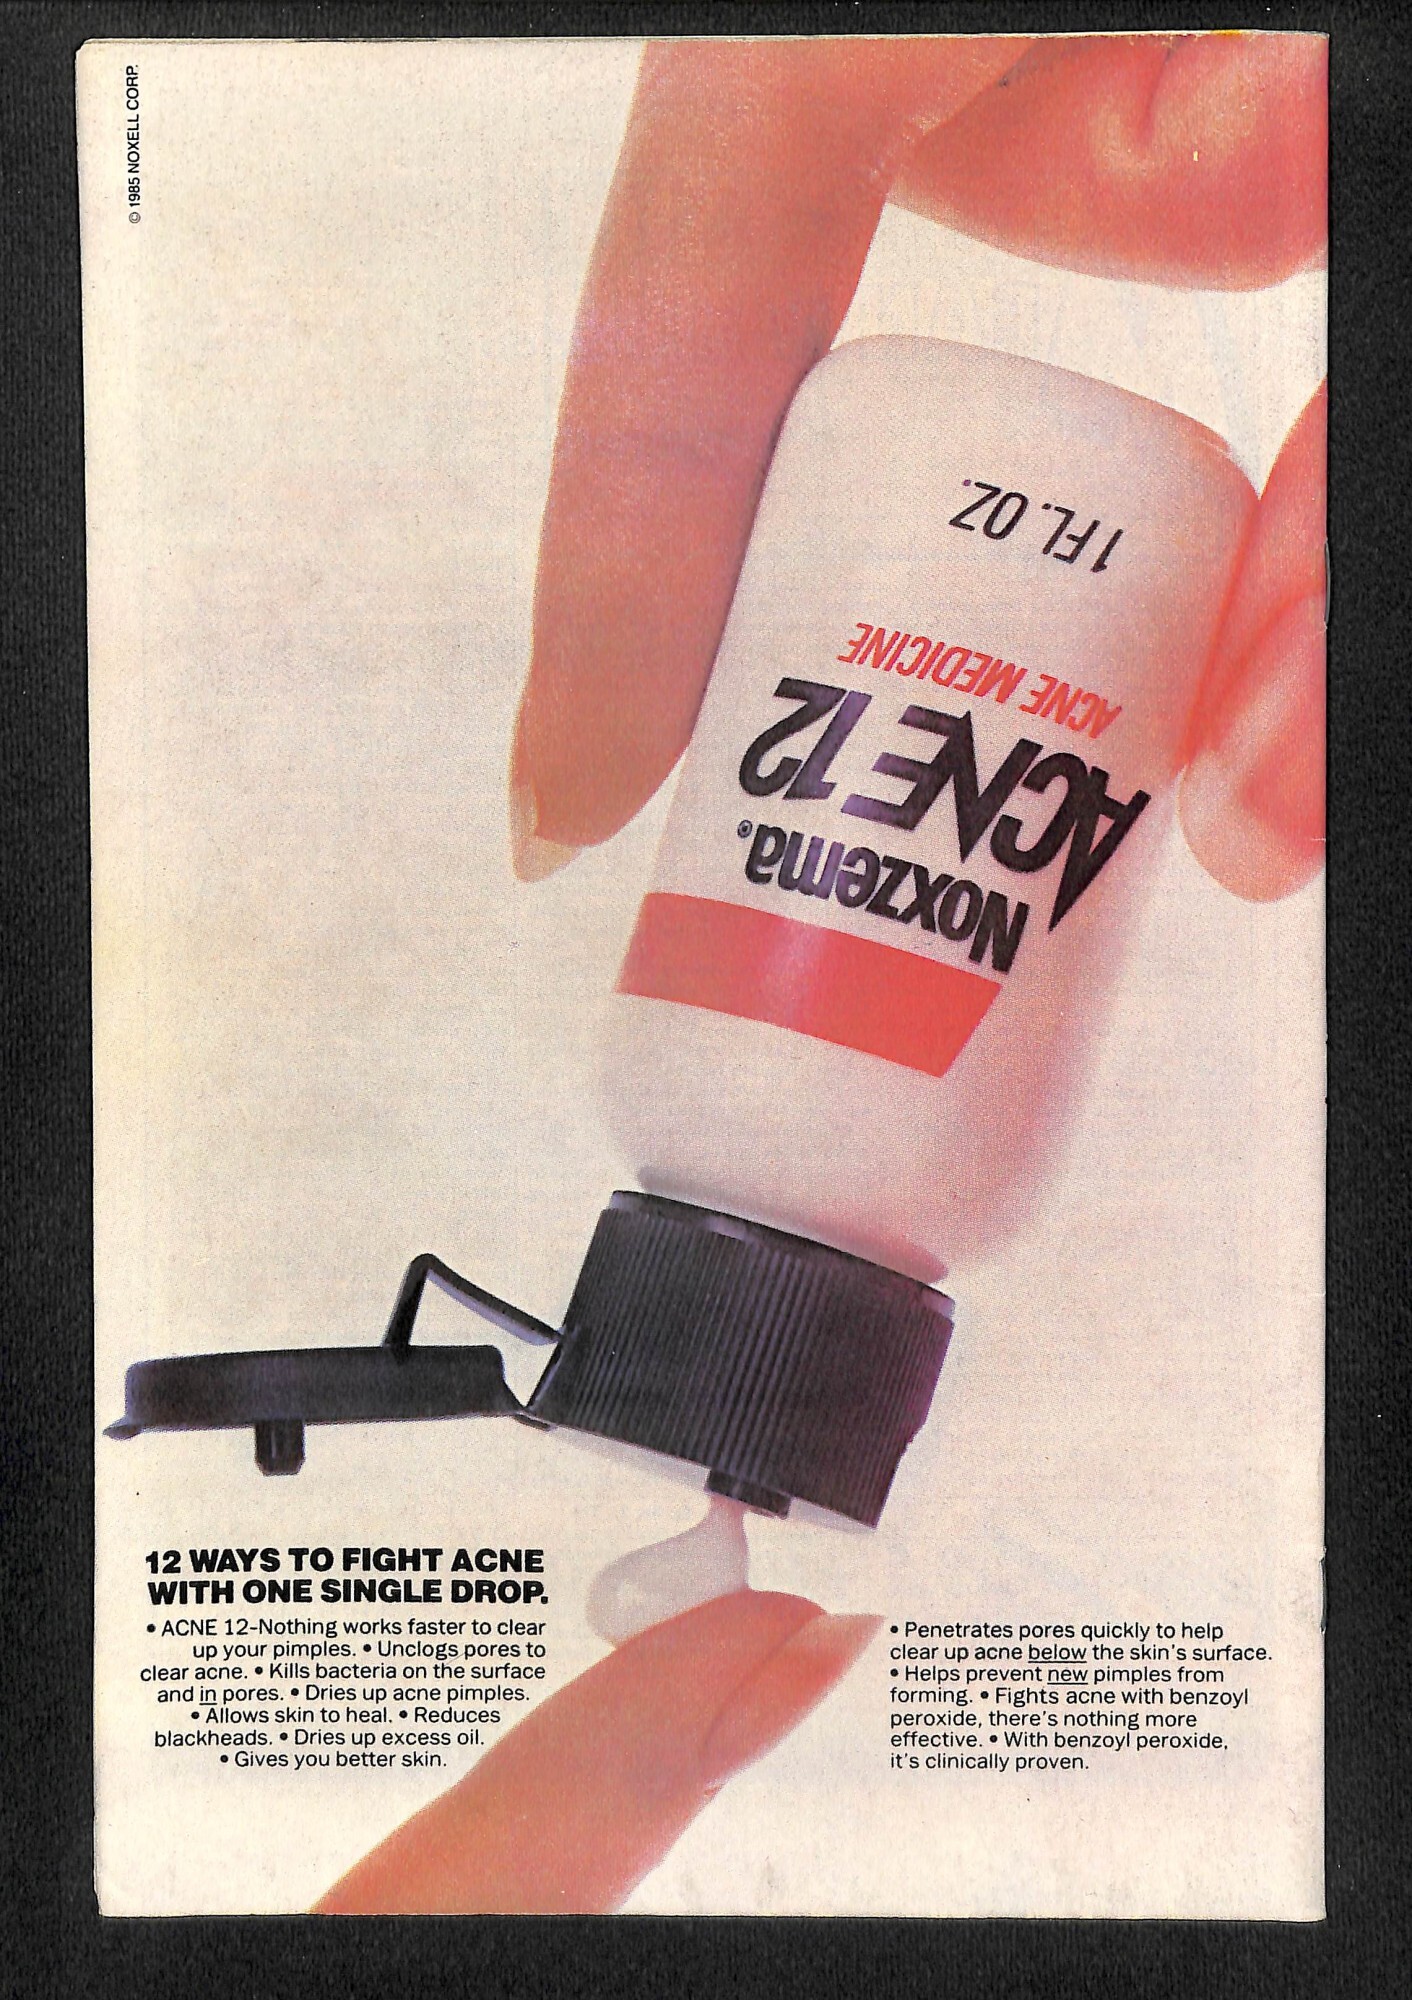 © 1985 NOXELL CORP.
1 FL. OZ.
ACNE MEDICINE
ACNE 12
Noxzema®
12 WAYS TO FIGHT ACNE
WITH ONE SINGLE DROP.
• ACNE 12–Nothing works faster to clear
up your pimples. • Unclogs pores to
clear acne. • Kills bacteria on the surface
and in pores. • Dries up acne pimples.
• Allows skin to heal. • Reduces
blackheads. • Dries up excess oil.
• Gives you better skin.
• Penetrates pores quickly to help
clear up acne below the skin's surface.
• Helps prevent new pimples from
forming. • Fights acne with benzoyl
peroxide, there's nothing more
effective. • With benzoyl peroxide,
it's clinically proven.